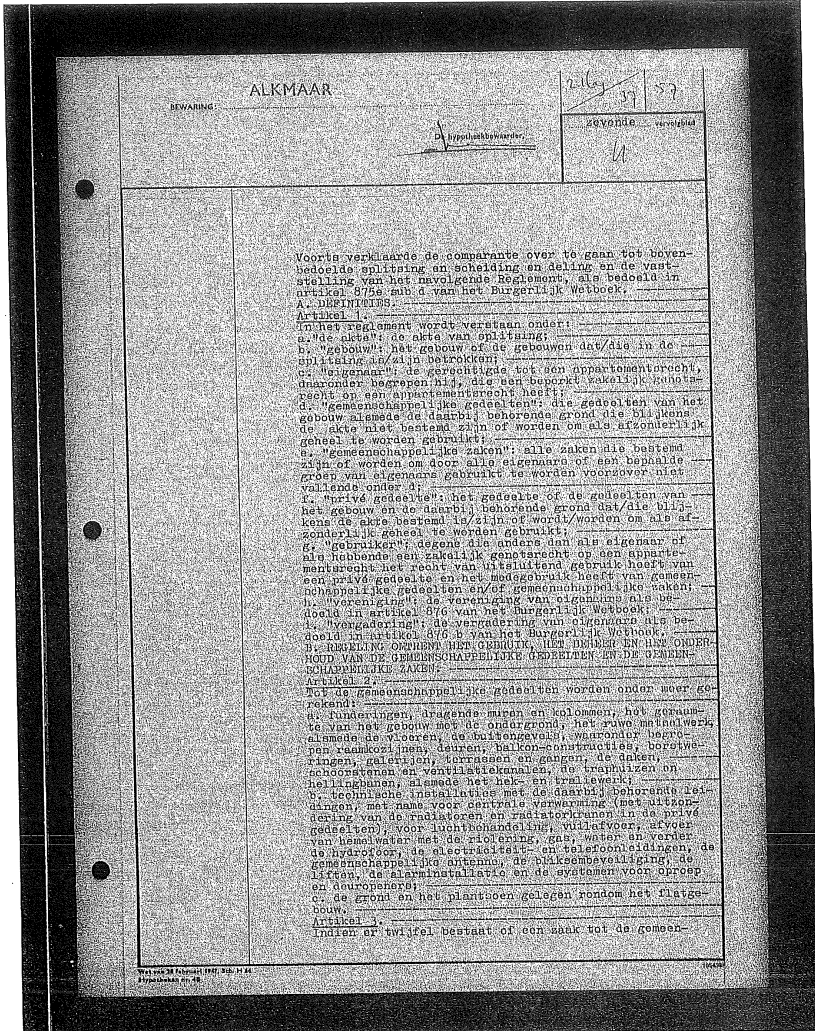 ALKMAAR
BEWARING:
De hypotheekbewaarder,
37
57
zevende vervolgblad
Voorts verklaarde de comparante over te gaan tot boven-
bedoelde splitsing en scheiding en deling en de vast-
stelling van het navolgende Reglement, als bedoeld in
artikel 875e sub d van het Burgerlijk Wetboek.
A. DEFINITIES.
Artikel 1.
In het reglement wordt verstaan onder:
a. "de akte": de akte van splitsing;
b. "gebouw": het gebouw of de gebouwen dat/die in de
splitsing is/zijn betrokken;
c. "eigenaar": de gerechtigde tot een appartementsrecht,
daaronder begrepen hij, die een beperkt zakelijk genots-
recht op een appartementsrecht heeft;
d. "gemeenschappelijke gedeelten": die gedeelten van het
gebouw alsmede de daarbij behorende grond die blijkens
de akte niet bestemd zijn of worden om als afzonderlijk
geheel te worden gebruikt;
e. "gemeenschappelijke zaken": alle zaken die bestemd
zijn of worden om door alle eigenaars of een bepaalde
groep van eigenaars gebruikt te worden voorzover niet
vallende onder d;
f. "privé gedeelte": het gedeelte of de gedeelten van
het gebouw en de daarbij behorende grond dat/die blij-
kens de akte bestemd is/zijn of wordt/worden om als af-
zonderlijk geheel te worden gebruikt;
g. "gebruiker": degene die anders dan als eigenaar of
als hebbende een zakelijk genotsrecht op een apparte-
mentsrecht het recht van uitsluitend gebruik heeft van
een privé gedeelte en het medegebruik heeft van gemeen-
schappelijke gedeelten en/of gemeenschappelijke zaken;
h. "vereniging": de vereniging van eigenaars als be-
doeld in artikel 876 van het Burgerlijk Wetboek;
i. "vergadering": de vergadering van eigenaars als be-
doeld in artikel 876 b van het Burgerlijk Wetboek.
B. REGELING OMTRENT HET GEBRUIK, HET BEHEER EN HET ONDER-
HOUD VAN DE GEMEENSCHAPPELIJKE GEDEELTEN EN DE GEMEEN-
SCHAPPELIJKE ZAKEN:
Artikel 2.
Tot de gemeenschappelijke gedeelten worden onder meer ge-
rekend:
a. funderingen, dragende muren en kolommen, het geraam-
te van het gebouw met de ondergrond, het ruwe metselwerk,
alsmede de vloeren, de buitengevels, waaronder begre-
pen raamkozijnen, deuren, balkon-constructies, borstwe-
ringen, galerijen, terrassen en gangen, de daken,
schoorstenen en ventilatiekanalen, de traphuizen en
hellingbanen, alsmede het hek- en traliewerk;
b. technische installaties met de daarbij behorende lei-
dingen, met name voor centrale verwarming (met uitzon-
dering van de radiatoren en radiatorkranen in de privé
gedeelten), voor luchtbehandeling, vuilafvoer, afvoer
van hemelwater met de riolering, gas, water en verder
de hydrofoor, de electriciteit- en telefoonleidingen, de
gemeenschappelijke antenne, de bliksembeveiliging, de
liften, de alarminstallatie en de systemen voor oproep
en deuropeners;
c. de grond en het plantsoen gelegen rondom het flatge-
bouw.
Artikel 3.
Indien er twijfel bestaat of een zaak tot de gemeen-
Wet van 28 februari 1947, Stb. H 66
Hypotheken nr. 4B